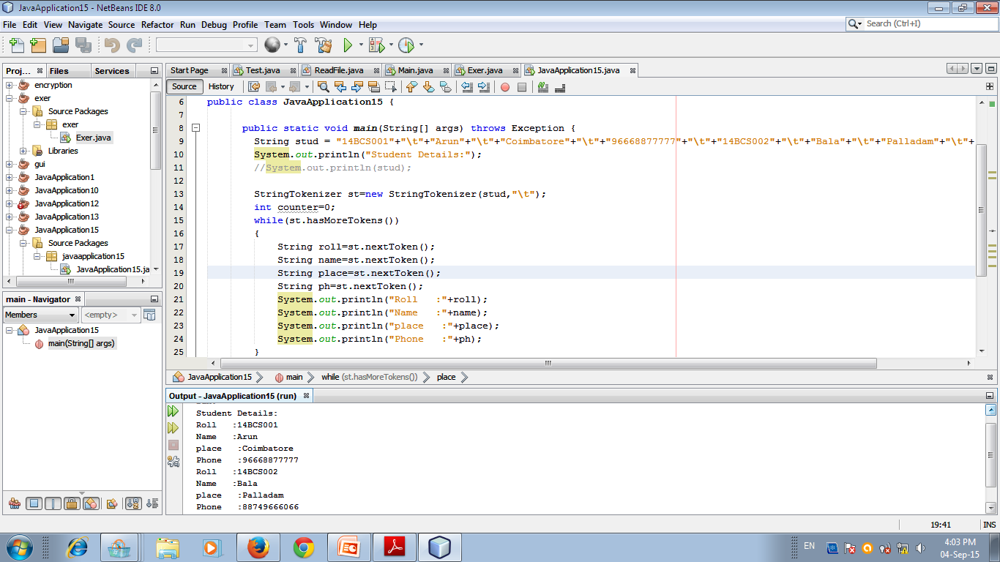 JavaApplication15 - NetBeans IDE 8.0
File Edit View Navigate Source Refactor Run Debug Profile Team Tools Window Help
Search (Ctrl+I)
Proj... Files Services
encryption
exer
Source Packages
exer
Exer.java
Libraries
gui
JavaApplication1
JavaApplication10
JavaApplication12
JavaApplication13
JavaApplication15
Source Packages
javaapplication15
JavaApplication15.ja
main - Navigator
Members <empty>
JavaApplication15
main(String[] args)
Start Page Test.java ReadFile.java Main.java Exer.java JavaApplication15.java
Source History
6 public class JavaApplication15 {
7
8 public static void main(String[] args) throws Exception {
9 String stud = "14BCS001"+"\t"+"Arun"+"\t"+"Coimbatore"+"\t"+"96668877777"+"\t"+"14BCS002"+"\t"+"Bala"+"\t"+"Palladam"+"\t"+
10 System.out.println("Student Details:");
11 //System.out.println(stud);
12
13 StringTokenizer st=new StringTokenizer(stud,"\t");
14 int counter=0;
15 while(st.hasMoreTokens())
16 {
17 String roll=st.nextToken();
18 String name=st.nextToken();
19 String place=st.nextToken();
20 String ph=st.nextToken();
21 System.out.println("Roll   :"+roll);
22 System.out.println("Name   :"+name);
23 System.out.println("place   :"+place);
24 System.out.println("Phone   :"+ph);
25 }
JavaApplication15 main while (st.hasMoreTokens()) place
Output - JavaApplication15 (run)
Student Details:
Roll   :14BCS001
Name   :Arun
place   :Coimbatore
Phone   :96668877777
Roll   :14BCS002
Name   :Bala
place   :Palladam
Phone   :88749666066
19:41 INS
EN
4:03 PM
04-Sep-15